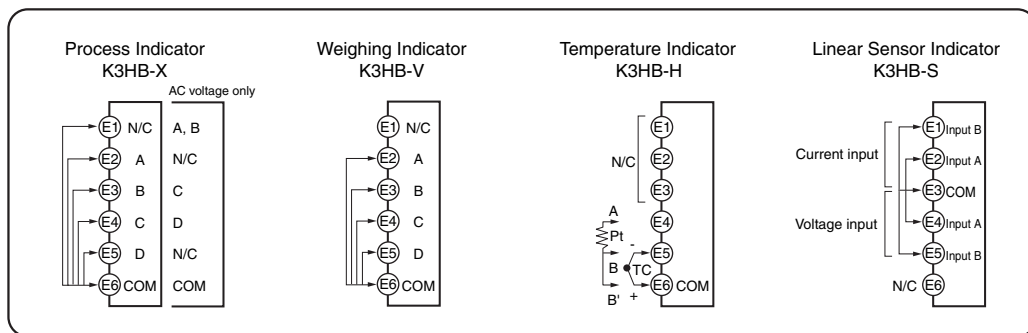 Process Indicator
K3HB-X
AC voltage only
E1 N/C A, B
E2 A N/C
E3 B C
E4 C D
E5 D N/C
E6 COM COM
Weighing Indicator
K3HB-V
E1 N/C
E2 A
E3 B
E4 C
E5 D
E6 COM
Temperature Indicator
K3HB-H
E1
N/C E2
E3
A E4
Pt
- E5
B TC
E6 COM
B' +
Linear Sensor Indicator
K3HB-S
E1 Input B
Current input E2 Input A
E3 COM
Voltage input E4 Input A
E5 Input B
N/C E6